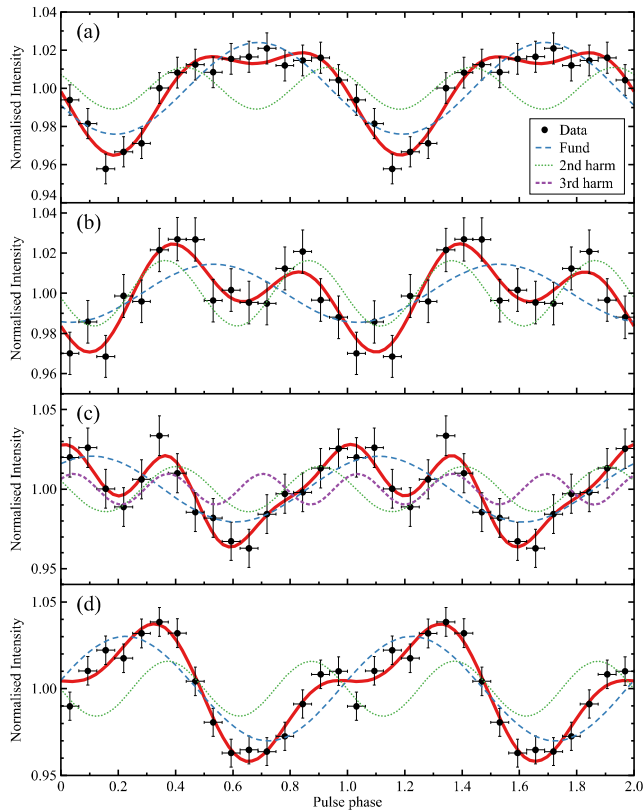 (a)
1.04
1.02
1.00
0.98
0.96
0.94
Normalised Intensity
Data
Fund
2nd harm
3rd harm
(b)
1.04
1.02
1.00
0.98
0.96
Normalised Intensity
(c)
1.05
1.00
0.95
Normalised Intensity
(d)
1.05
1.00
0.95
Normalised Intensity
0 0.2 0.4 0.6 0.8 1.0 1.2 1.4 1.6 1.8 2.0
Pulse phase